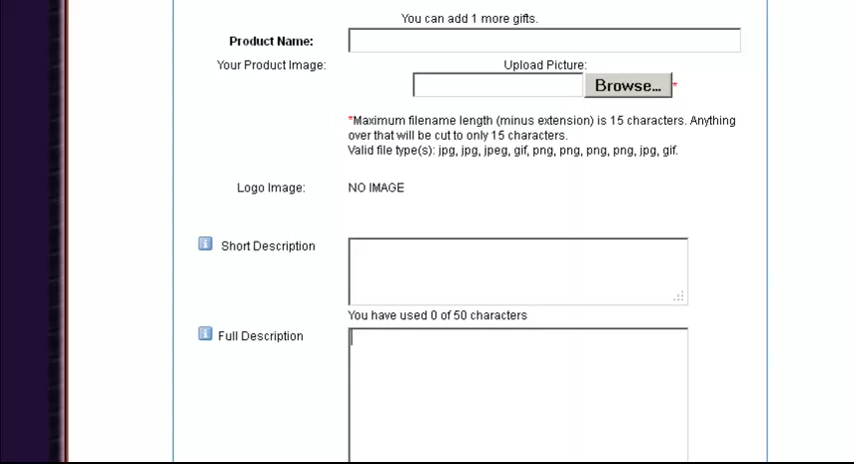 You can add 1 more gifts.
Product Name:
Your Product Image:
Upload Picture:
Browse...*
*Maximum filename length (minus extension) is 15 characters. Anything
over that will be cut to only 15 characters.
Valid file type(s): jpg, jpg, jpeg, gif, png, png, png, png, jpg, gif.
Logo Image:
NO IMAGE
Short Description
You have used 0 of 50 characters
Full Description